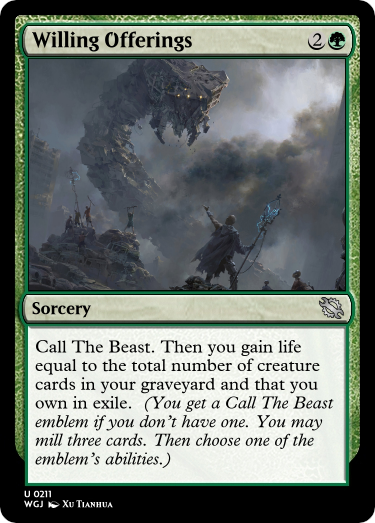 Willing Offerings 2
Sorcery
Call The Beast. Then you gain life
equal to the total number of creature
cards in your graveyard and that you
own in exile. (You get a Call The Beast
emblem if you don't have one. You may
mill three cards. Then choose one of the
emblem's abilities.)
U 0211
WGJ Xu Tianhua